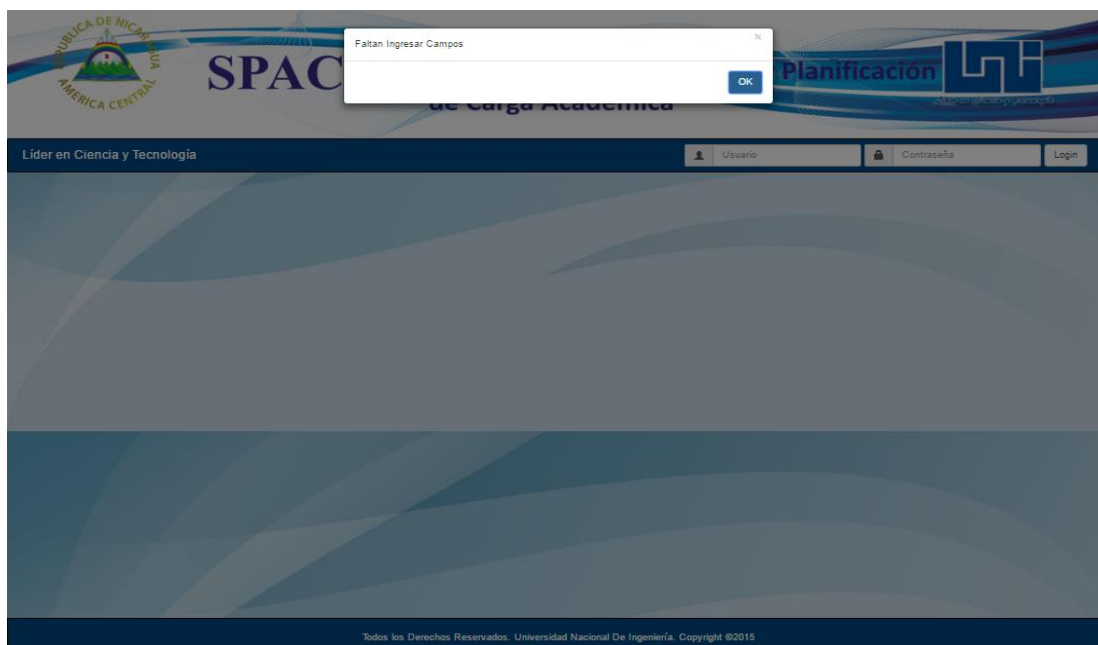 REPUBLICA DE NICARAGUA
AMERICA CENTRAL
SPAC
Faltan Ingresar Campos
×
OK
Planificación
de Carga Académica
Líder en Ciencia y Tecnología
Usuario
Contraseña
Login
Todos los Derechos Reservados. Universidad Nacional De Ingeniería. Copyright ©2015